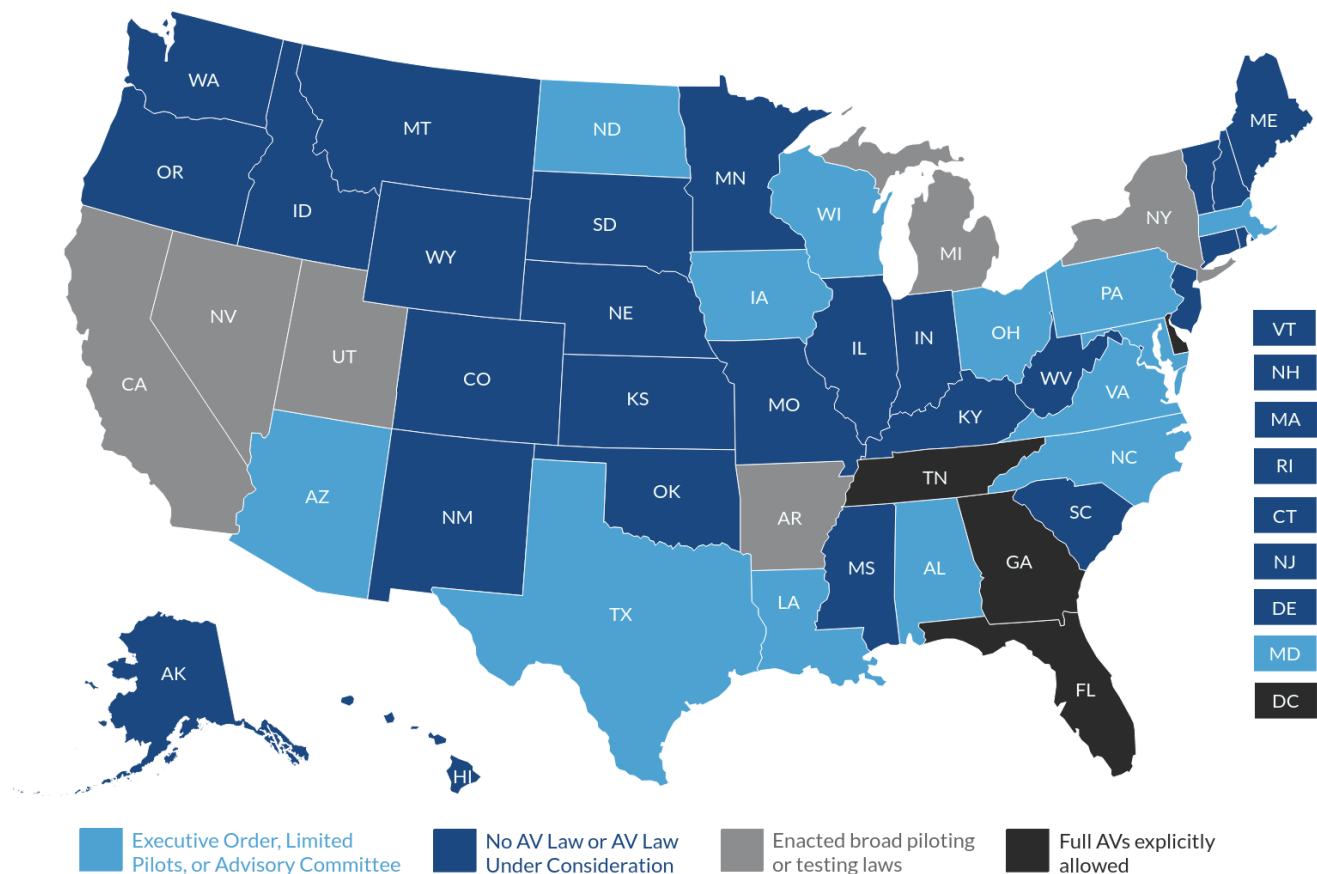 WA
MT
ND
MN
ME
OR
ID
SD
WI
MI
NY
WY
IA
NE
PA
NV
UT
CO
IL
IN
OH
VT
CA
KS
MO
WV
VA
NH
KY
MA
AZ
NM
OK
AR
TN
NC
RI
SC
CT
TX
LA
MS
AL
GA
NJ
DE
AK
FL
MD
HI
DC
Executive Order, Limited
Pilots, or Advisory Committee
No AV Law or AV Law
Under Consideration
Enacted broad piloting
or testing laws
Full AVs explicitly
allowed